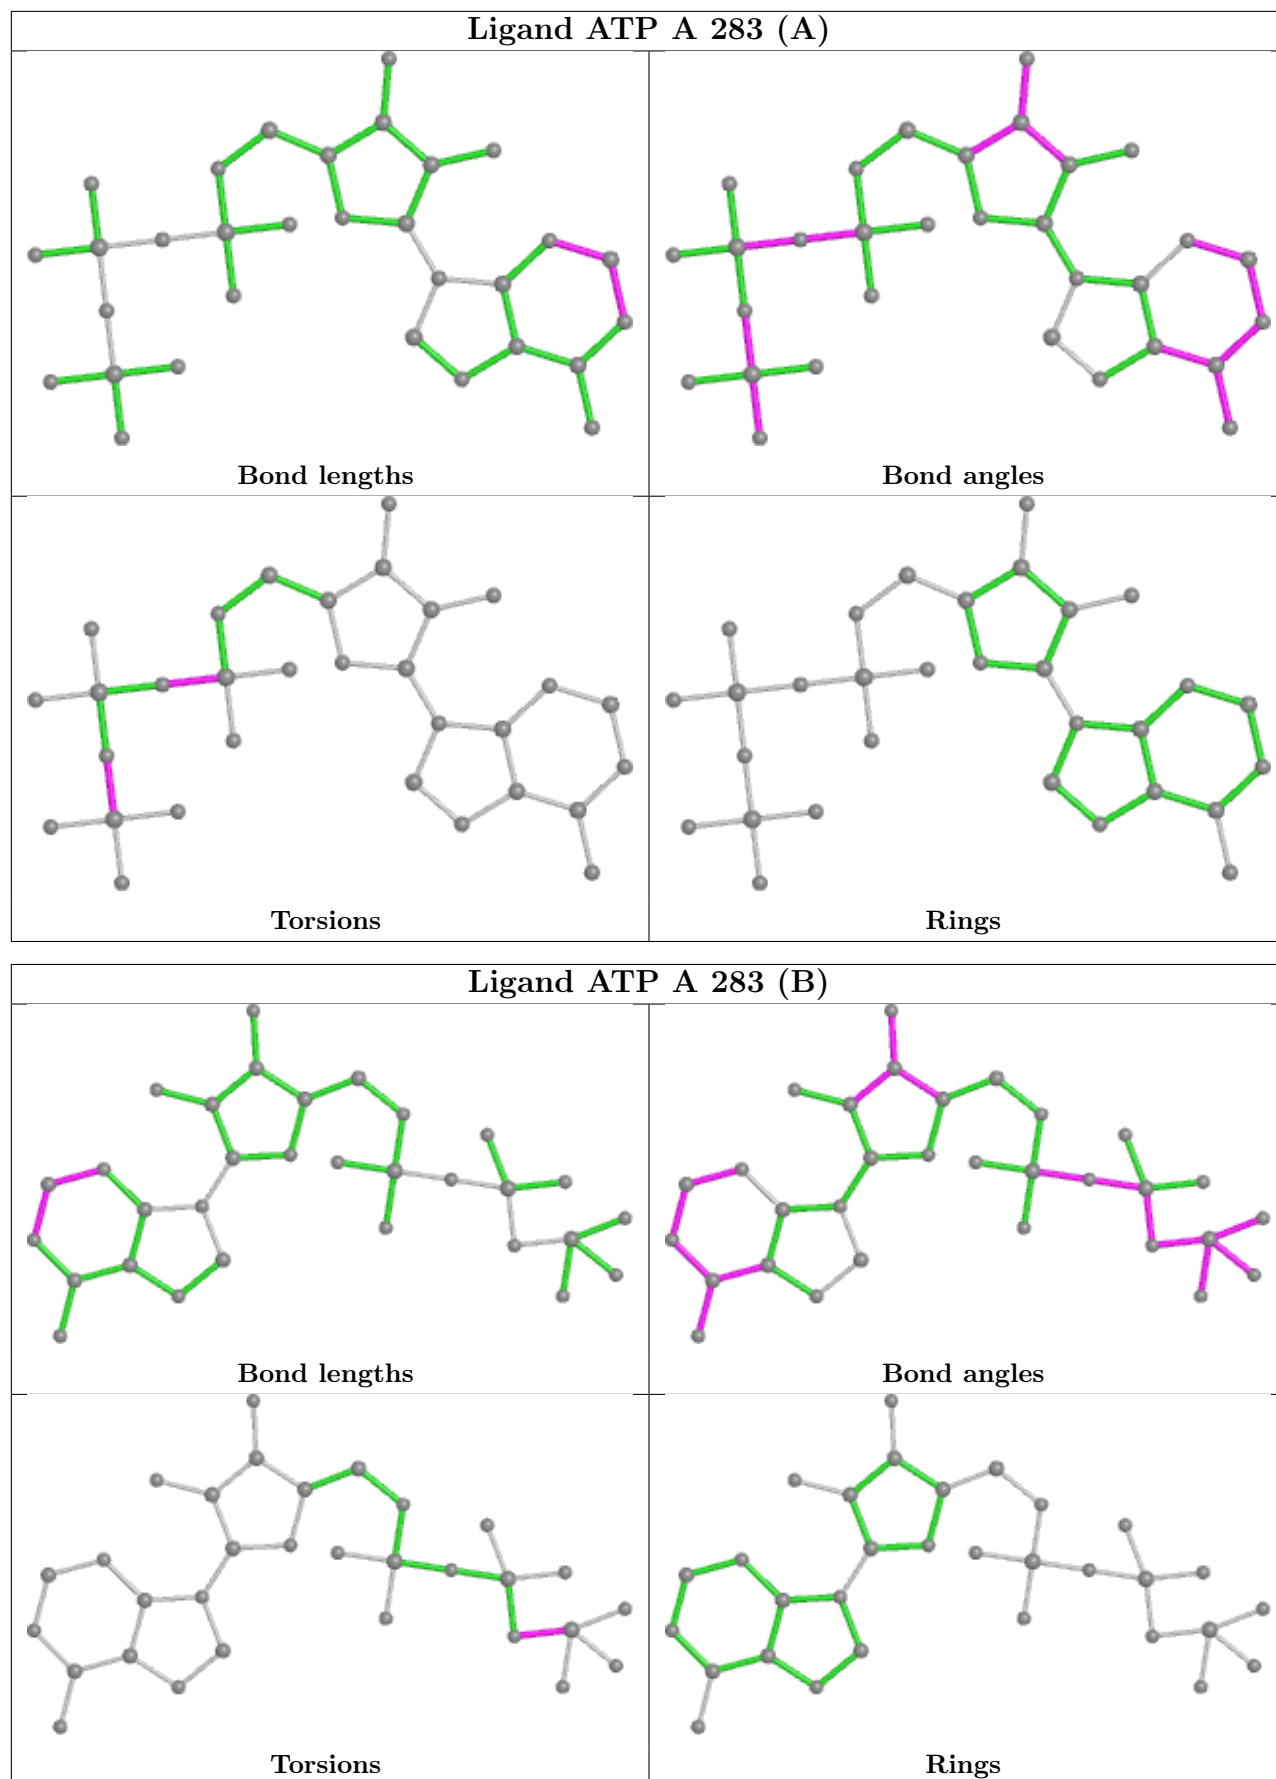 Ligand ATP A 283 (A)
Bond lengths
Bond angles
Torsions
Rings
Ligand ATP A 283 (B)
Bond lengths
Bond angles
Torsions
Rings